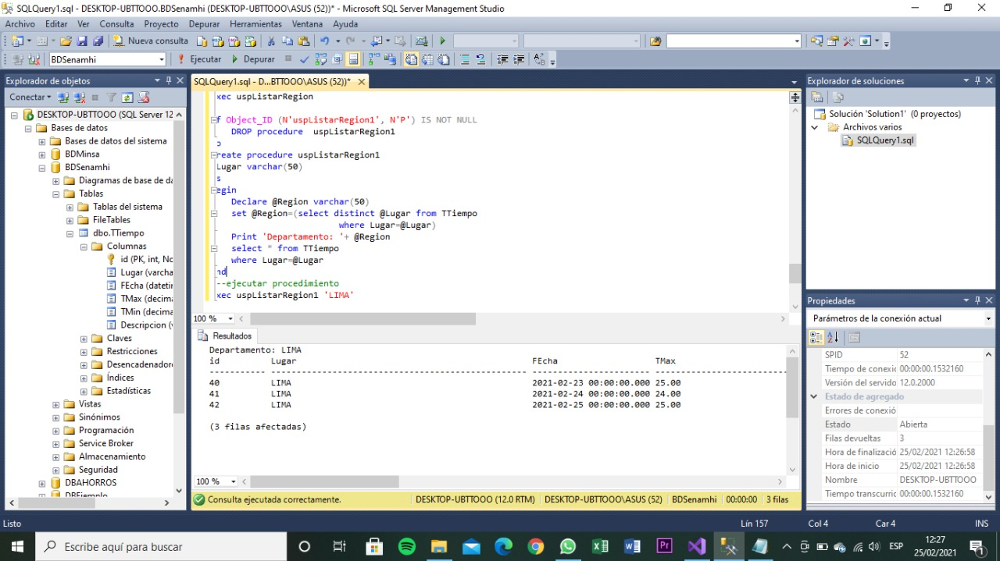 SQLQuery1.sql - DESKTOP-UBTTOOO.BDSenamhi (DESKTOP-UBTTOOO\ASUS (52))* - Microsoft SQL Server Management Studio
Archivo Editar Ver Consulta Proyecto Depurar Herramientas Ventana Ayuda
Nueva consulta
BDSenamhi Ejecutar Depurar
Explorador de objetos
Conectar
DESKTOP-UBTTOOO (SQL Server 12
Bases de datos
Bases de datos del sistema
BDMinsa
BDSenamhi
Diagramas de base de da
Tablas
Tablas del sistema
FileTables
dbo.TTiempo
Columnas
id (PK, int, No
Lugar (varcha
FEcha (datetin
TMax (decima
TMin (decima
Descripcion (v
Claves
Restricciones
Desencadenadore
Índices
Estadísticas
Vistas
Sinónimos
Programación
Service Broker
Almacenamiento
Seguridad
DBAHORROS
DBEjemplo
SQLQuery1.sql - D...BTTOOO\ASUS (52))*
xec uspListarRegion
f Object_ID (N'uspListarRegion1', N'P') IS NOT NULL
DROP procedure uspListarRegion1
o
reate procedure uspListarRegion1
Lugar varchar(50)
s
egin
Declare @Region varchar(50)
set @Region=(select distinct @Lugar from TTiempo
where Lugar=@Lugar)
Print 'Departamento: '+ @Region
select * from TTiempo
where Lugar=@Lugar
nd
--ejecutar procedimiento
xec uspListarRegion1 'LIMA'
100 %
Resultados
Departamento: LIMA
id Lugar FEcha TMax
----------- -------------------------------------------------- ----------------------- --------------------------
40 LIMA 2021-02-23 00:00:00.000 25.00
41 LIMA 2021-02-24 00:00:00.000 24.00
42 LIMA 2021-02-25 00:00:00.000 25.00
(3 filas afectadas)
100 %
Consulta ejecutada correctamente. DESKTOP-UBTTOOO (12.0 RTM) DESKTOP-UBTTOOO\ASUS (52) BDSenamhi 00:00:00 3 filas
Explorador de soluciones
Solución 'Solution1' (0 proyectos)
Archivos varios
SQLQuery1.sql
Propiedades
Parámetros de la conexión actual
SPID 52
Tiempo de conexic 00:00:00.1532160
Versión del servido 12.0.2000
Estado de agregado
Errores de conexió
Estado Abierta
Filas devueltas 3
Hora de finalizació 25/02/2021 12:26:58
Hora de inicio 25/02/2021 12:26:58
Nombre DESKTOP-UBTTOOO
Tiempo transcurric 00:00:00.1532160
Listo Lín 157 Col 4 Car 4 INS
Escribe aquí para buscar
Pr
ESP
12:27
25/02/2021
1